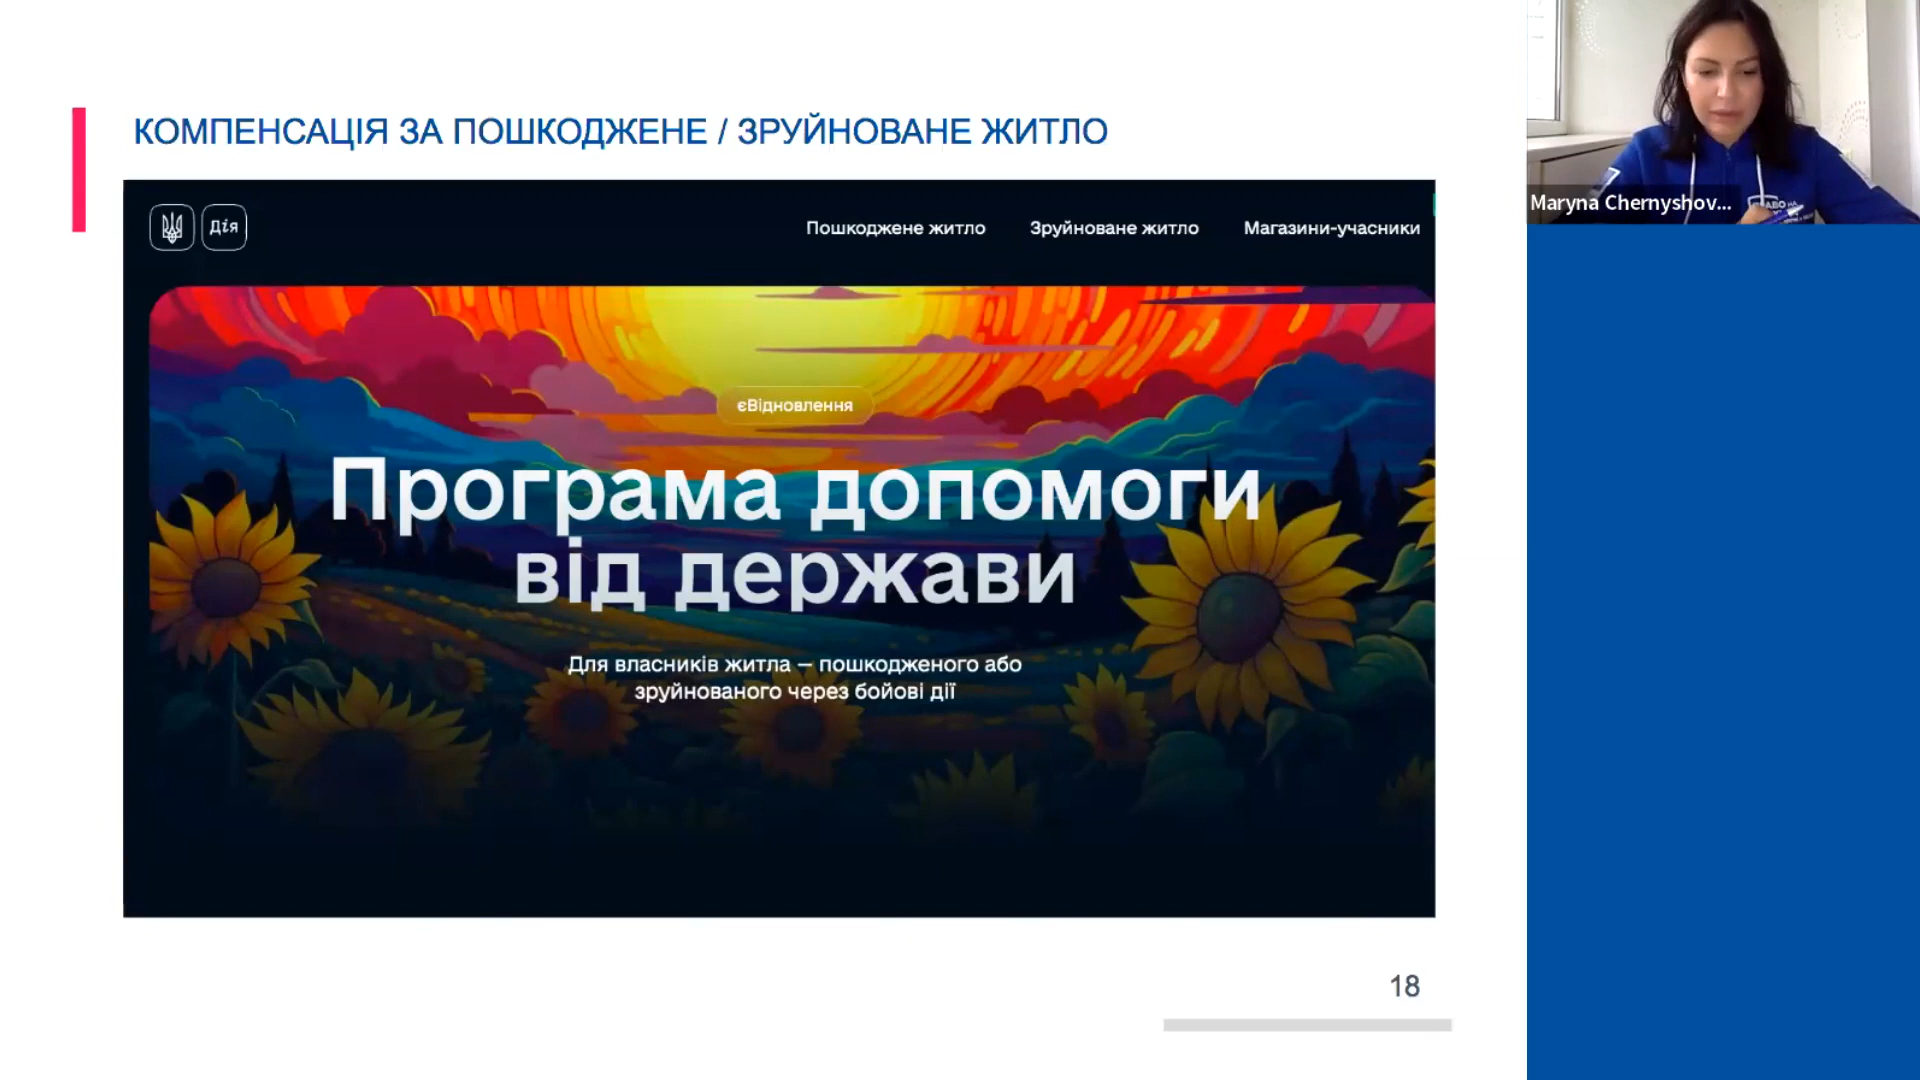 КОМПЕНСАЦІЯ ЗА ПОШКОДЖЕНЕ / ЗРУЙНОВАНЕ ЖИТЛО
Дія
Пошкоджене житло
Зруйноване житло
Магазини-учасники
єВідновлення
Програма допомоги
від держави
Для власників житла — пошкодженого або
зруйнованого через бойові дії
18
Maryna Chernyshov...